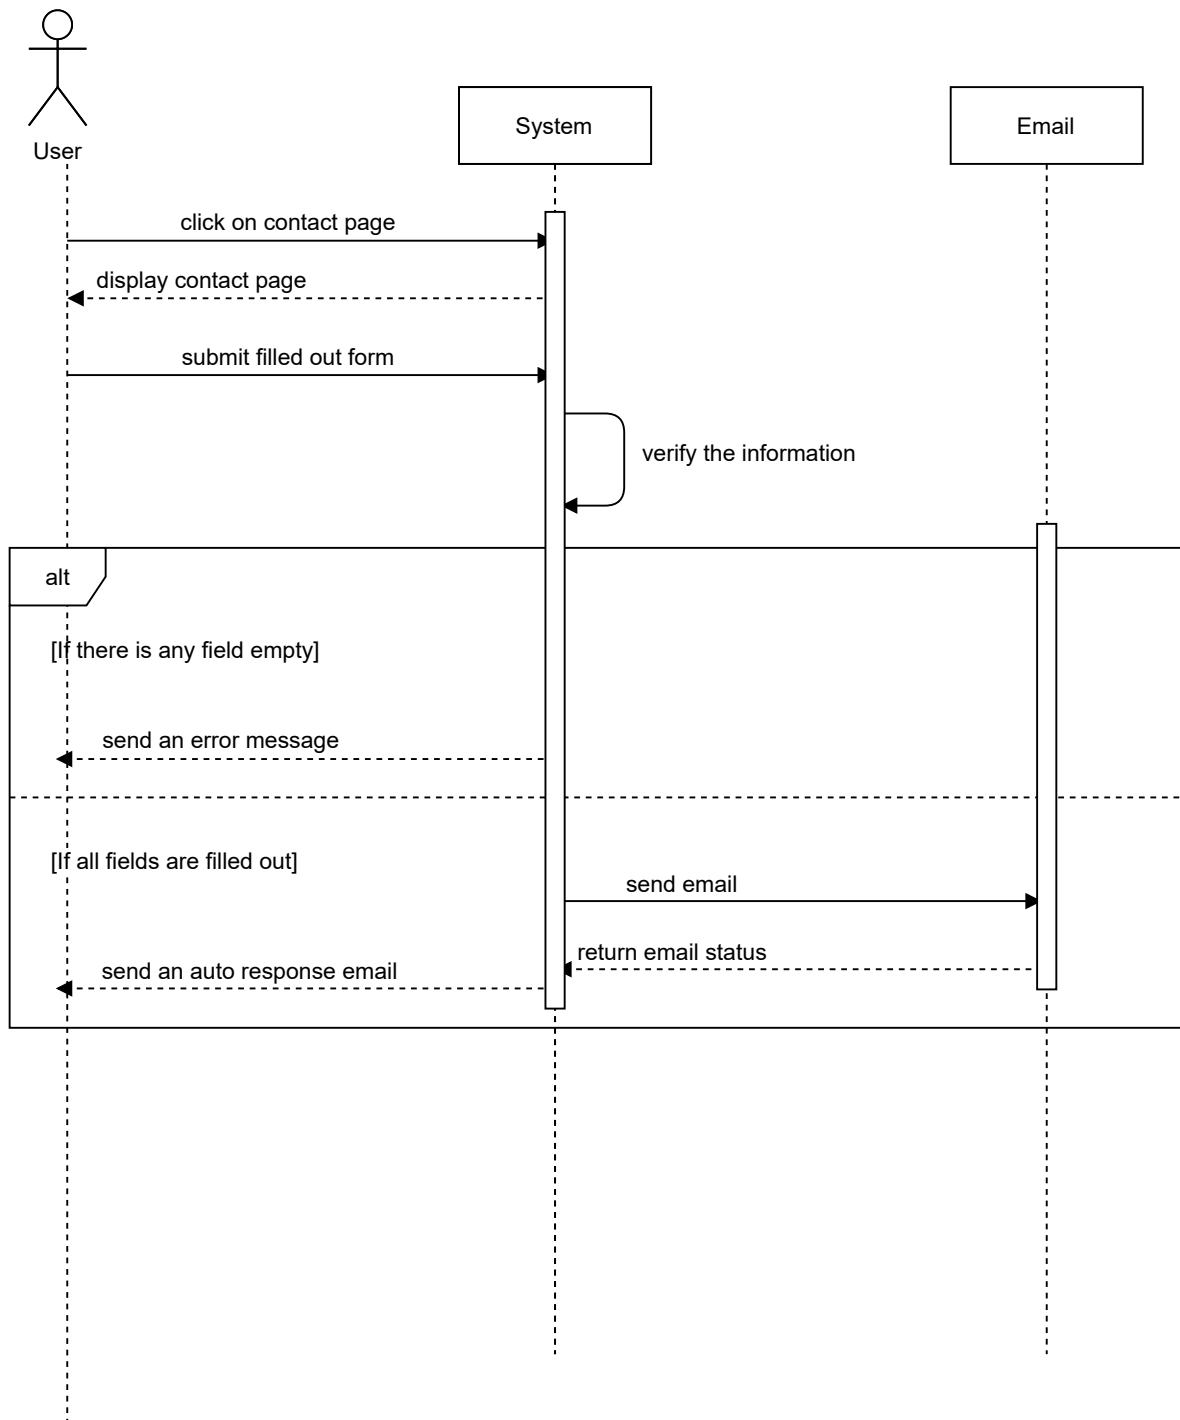 User
System
Email
click on contact page
display contact page
submit filled out form
verify the information
alt
[If there is any field empty]
send an error message
[If all fields are filled out]
send email
return email status
send an auto response email